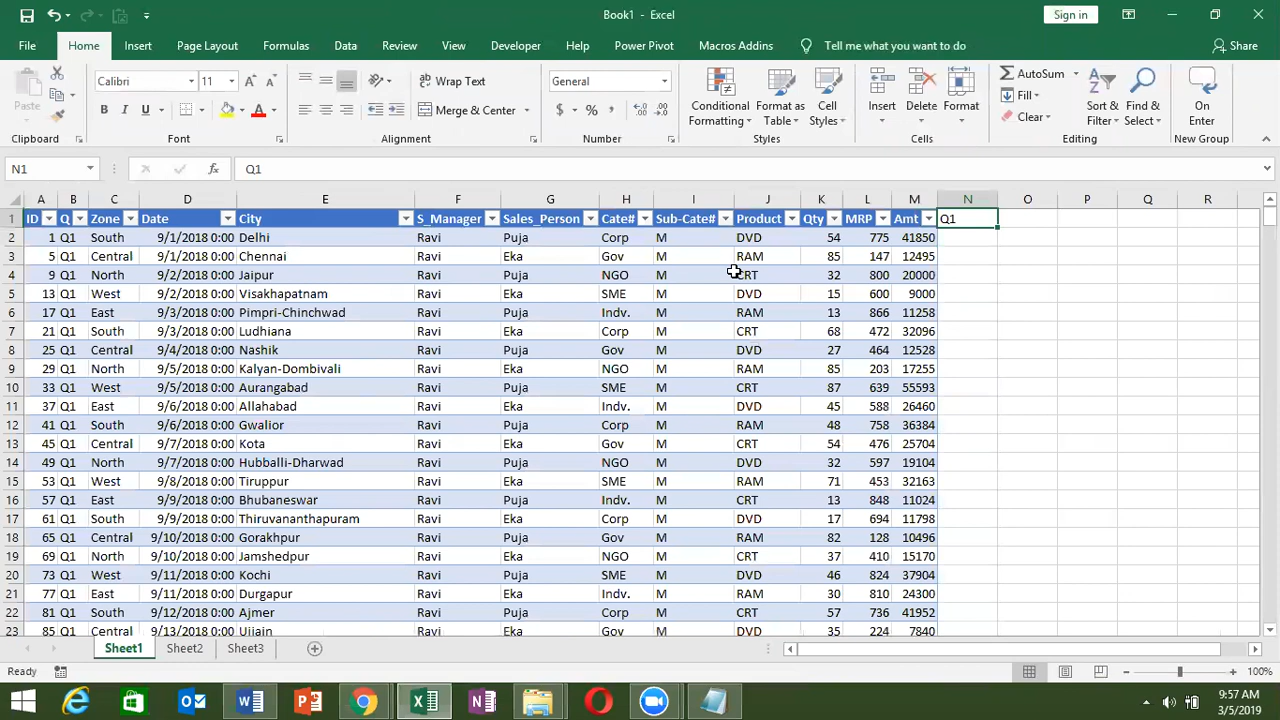 Book1 - Excel
Sign in
File Home Insert Page Layout Formulas Data Review View Developer Help Power Pivot Macros Addins Tell me what you want to do Share
Paste
Calibri 11
B I U
Wrap Text
Merge & Center
General
$ % ,
Conditional Formatting
Format as Table
Cell Styles
Insert Delete Format
AutoSum
Fill
Clear
Sort & Filter
Find & Select
On Enter
Clipboard Font Alignment Number Styles Cells Editing New Group
N1 fx Q1
A B C D E F G H I J K L M N O P Q R
1 ID Q Zone Date City S_Manager Sales_Person Cate# Sub-Cate# Product Qty MRP Amt Q1
2 1 Q1 South 9/1/2018 0:00 Delhi Ravi Puja Corp M DVD 54 775 41850
3 5 Q1 Central 9/1/2018 0:00 Chennai Ravi Eka Gov M RAM 85 147 12495
4 9 Q1 North 9/2/2018 0:00 Jaipur Ravi Puja NGO M CRT 32 800 20000
5 13 Q1 West 9/2/2018 0:00 Visakhapatnam Ravi Eka SME M DVD 15 600 9000
6 17 Q1 East 9/3/2018 0:00 Pimpri-Chinchwad Ravi Puja Indv. M RAM 13 866 11258
7 21 Q1 South 9/3/2018 0:00 Ludhiana Ravi Eka Corp M CRT 68 472 32096
8 25 Q1 Central 9/4/2018 0:00 Nashik Ravi Puja Gov M DVD 27 464 12528
9 29 Q1 North 9/5/2018 0:00 Kalyan-Dombivali Ravi Eka NGO M RAM 85 203 17255
10 33 Q1 West 9/5/2018 0:00 Aurangabad Ravi Puja SME M CRT 87 639 55593
11 37 Q1 East 9/6/2018 0:00 Allahabad Ravi Eka Indv. M DVD 45 588 26460
12 41 Q1 South 9/6/2018 0:00 Gwalior Ravi Puja Corp M RAM 48 758 36384
13 45 Q1 Central 9/7/2018 0:00 Kota Ravi Eka Gov M CRT 54 476 25704
14 49 Q1 North 9/7/2018 0:00 Hubballi-Dharwad Ravi Puja NGO M DVD 32 597 19104
15 53 Q1 West 9/8/2018 0:00 Tiruppur Ravi Eka SME M RAM 71 453 32163
16 57 Q1 East 9/9/2018 0:00 Bhubaneswar Ravi Puja Indv. M CRT 13 848 11024
17 61 Q1 South 9/9/2018 0:00 Thiruvananthapuram Ravi Eka Corp M DVD 17 694 11798
18 65 Q1 Central 9/10/2018 0:00 Gorakhpur Ravi Puja Gov M RAM 82 128 10496
19 69 Q1 North 9/10/2018 0:00 Jamshedpur Ravi Eka NGO M CRT 37 410 15170
20 73 Q1 West 9/11/2018 0:00 Kochi Ravi Puja SME M DVD 46 824 37904
21 77 Q1 East 9/11/2018 0:00 Durgapur Ravi Eka Indv. M RAM 30 810 24300
22 81 Q1 South 9/12/2018 0:00 Ajmer Ravi Puja Corp M CRT 57 736 41952
23 85 Q1 Central 9/13/2018 0:00 Ujjain Ravi Eka Gov M DVD 35 224 7840
Sheet1 Sheet2 Sheet3
Ready 100%
9:57 AM
3/5/2019